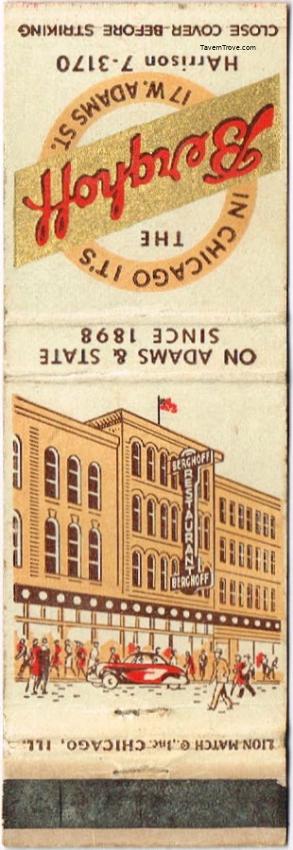 TavernTrove.com
CLOSE COVER BEFORE STRIKING
HArrison 7-3170
17 W. ADAMS ST.
Berghoff
THE
IN CHICAGO IT'S
ON ADAMS & STATE
SINCE 1898
BERGHOFF
RESTAURANT
BERGHOFF
LION MATCH Co., Inc. CHICAGO, ILL.